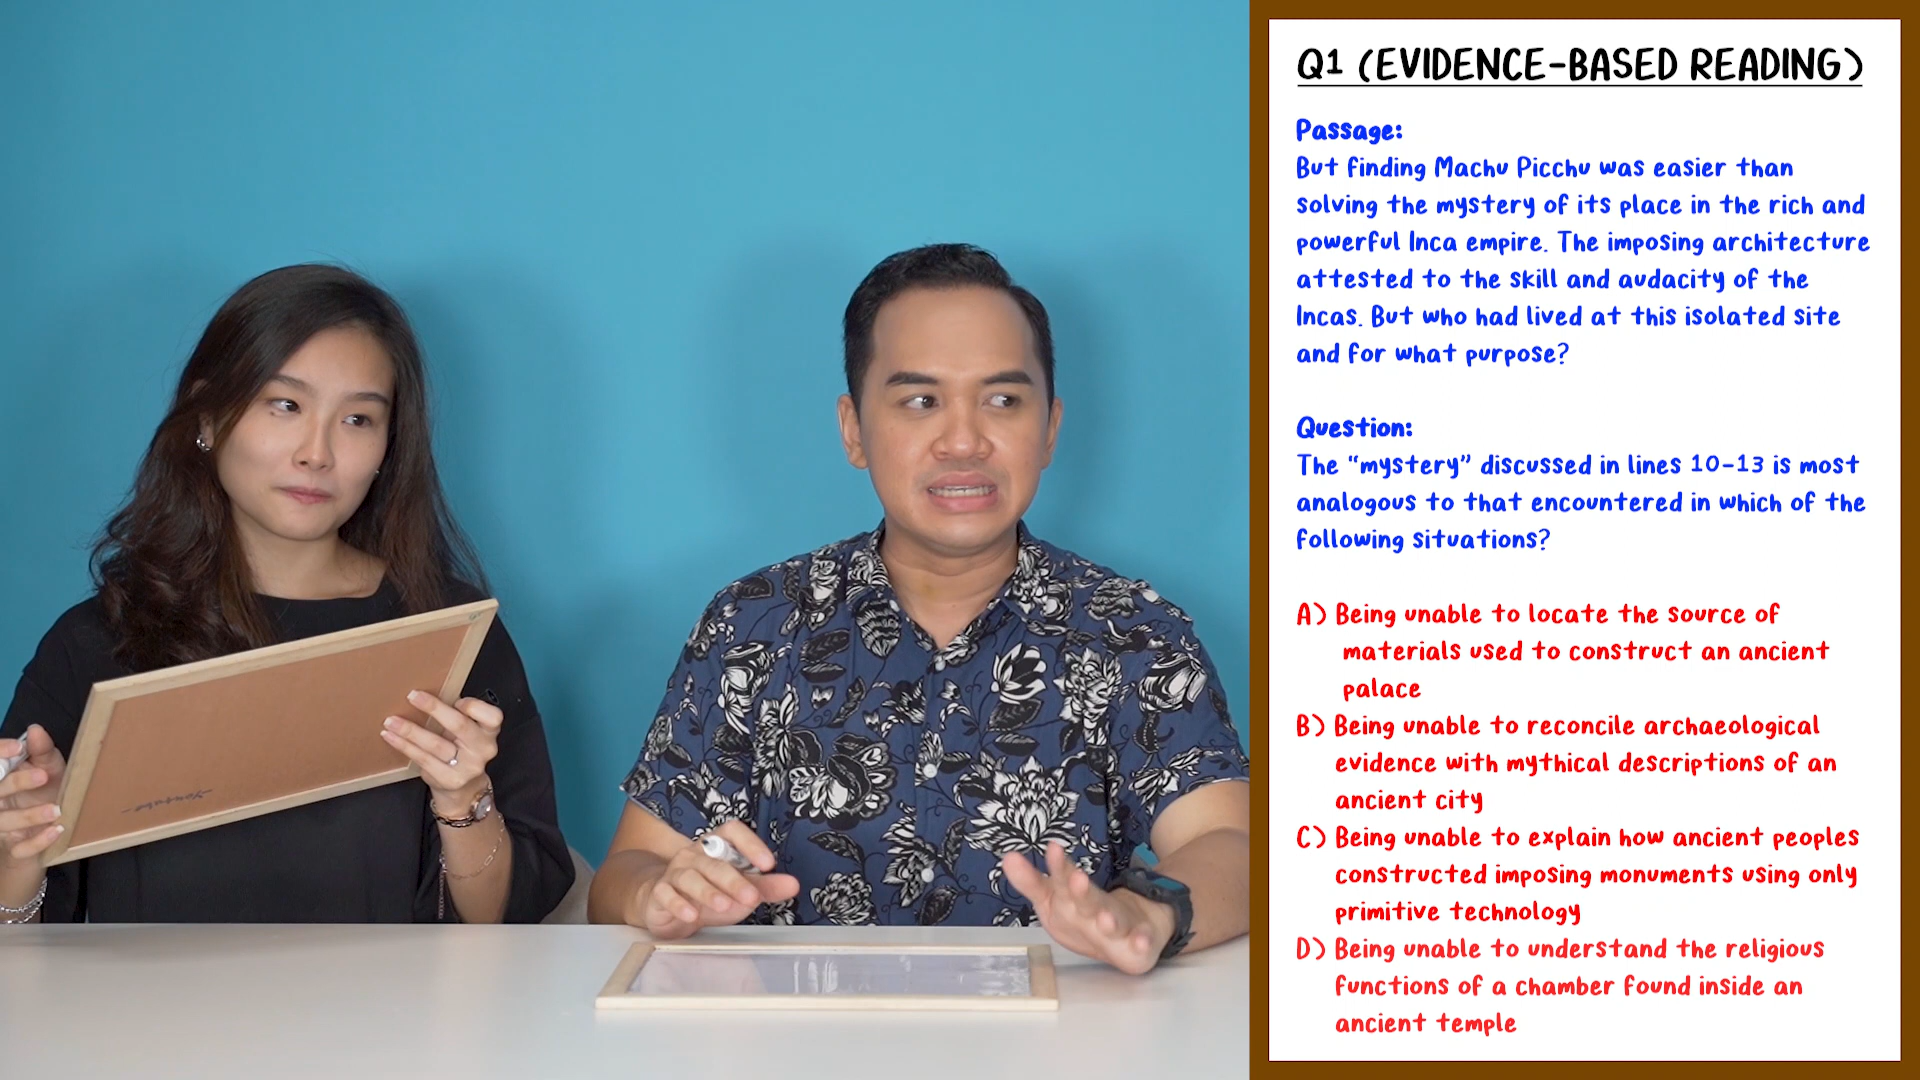 Q1 (EVIDENCE-BASED READING)
Passage:
But finding Machu Picchu was easier than
solving the mystery of its place in the rich and
powerful Inca empire. The imposing architecture
attested to the skill and audacity of the
Incas. But who had lived at this isolated site
and for what purpose?
Question:
The “mystery” discussed in lines 10-13 is most
analogous to that encountered in which of the
following situations?
A) Being unable to locate the source of
materials used to construct an ancient
palace
B) Being unable to reconcile archaeological
evidence with mythical descriptions of an
ancient city
C) Being unable to explain how ancient peoples
constructed imposing monuments using only
primitive technology
D) Being unable to understand the religious
functions of a chamber found inside an
ancient temple